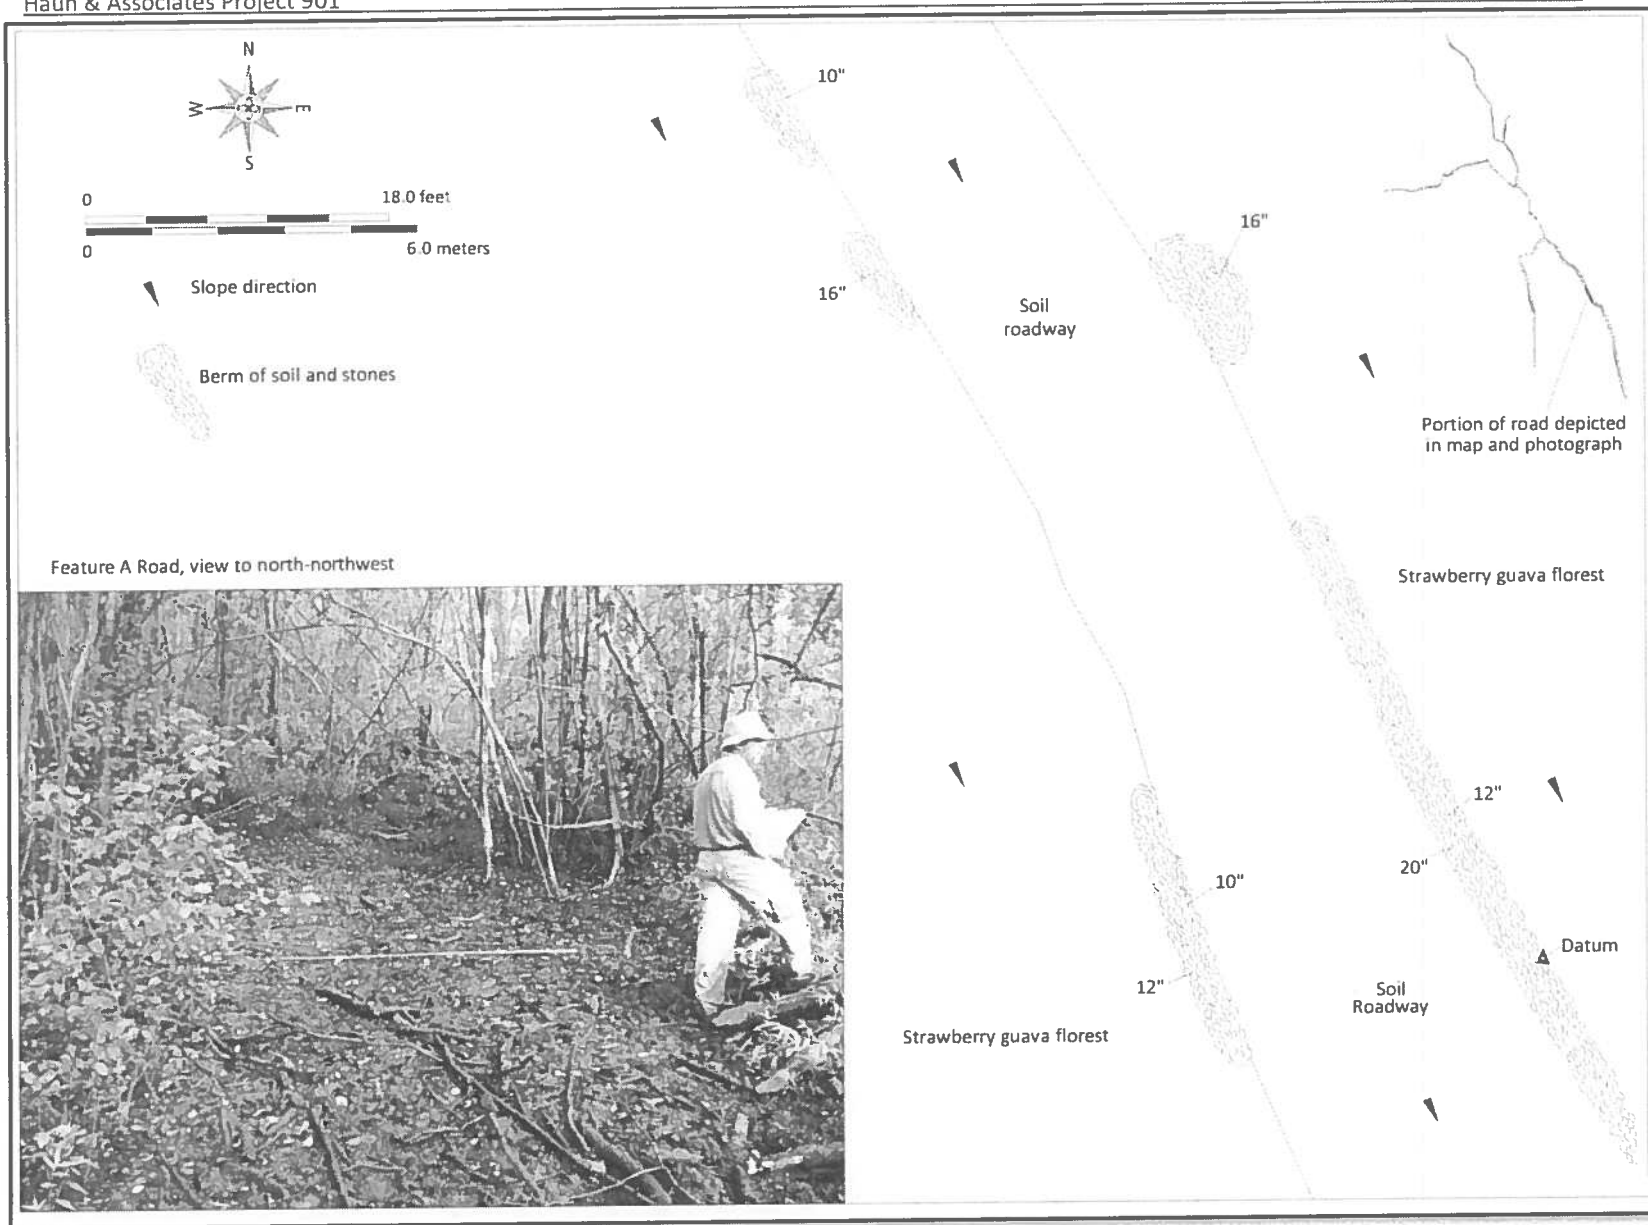 Haun & Associates Project 901
N
W E
S
0 18.0 feet
0 6.0 meters
Slope direction
Berm of soil and stones
10"
16"
16"
Soil
roadway
Portion of road depicted
in map and photograph
Feature A Road, view to north-northwest
Strawberry guava florest
12"
20"
10"
Datum
12"
Soil
Roadway
Strawberry guava florest